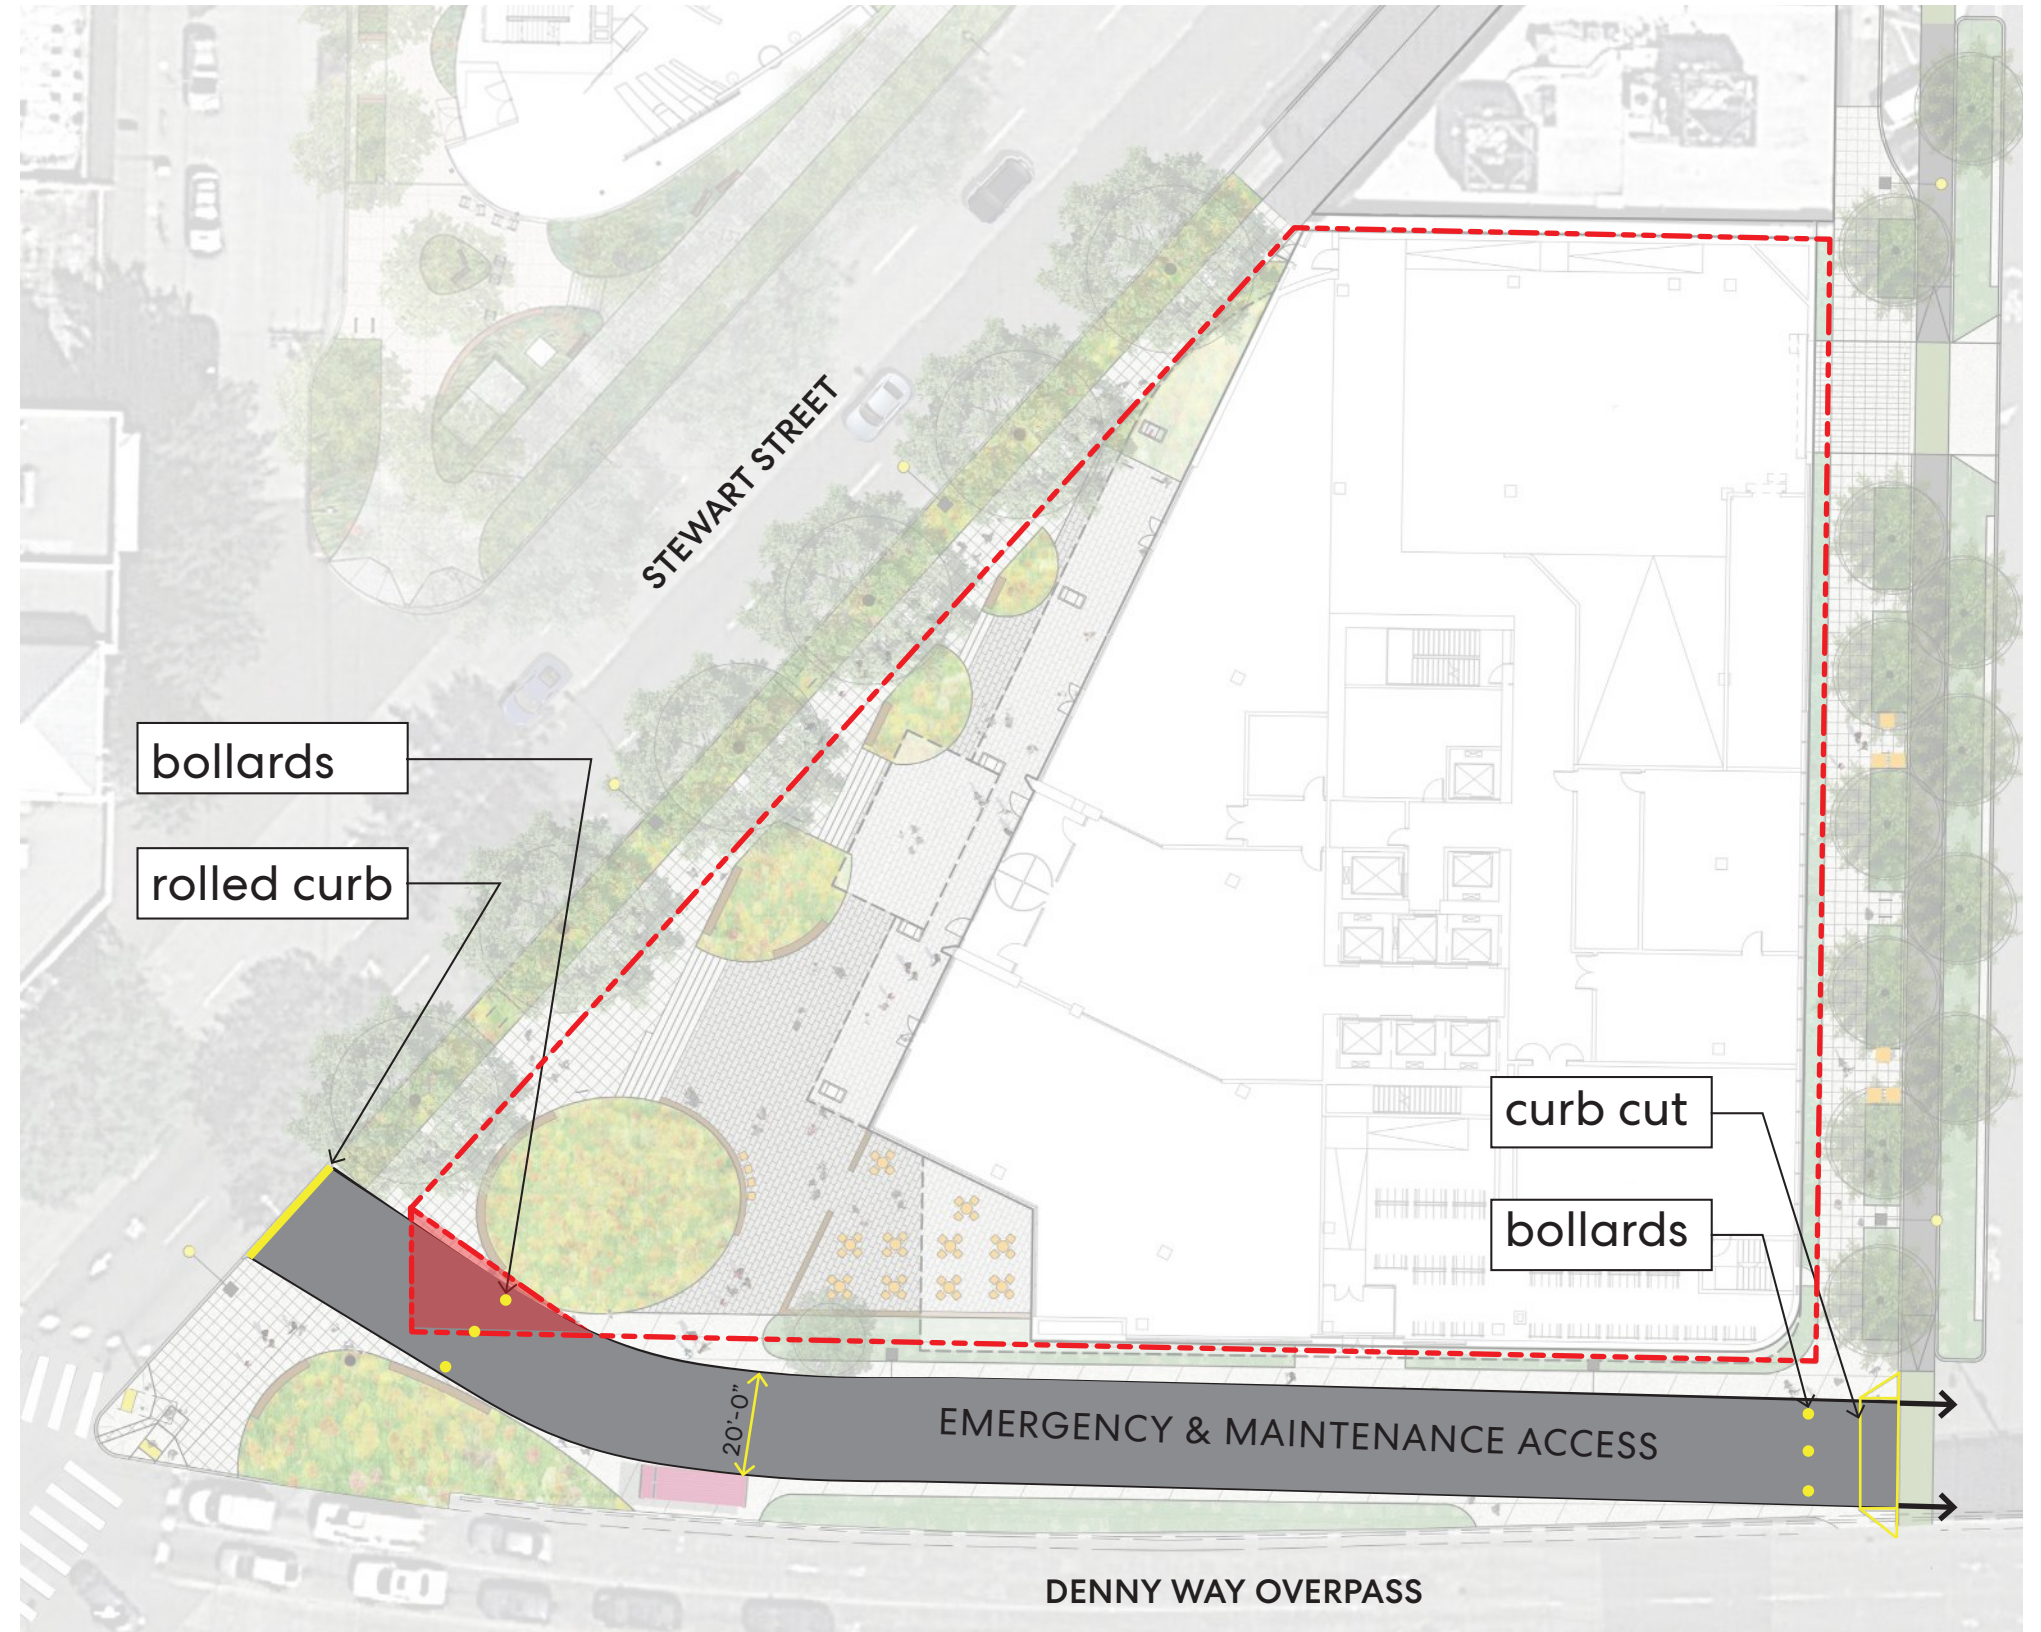 STEWART STREET
bollards
rolled curb
curb cut
bollards
20'-0"
EMERGENCY & MAINTENANCE ACCESS
DENNY WAY OVERPASS